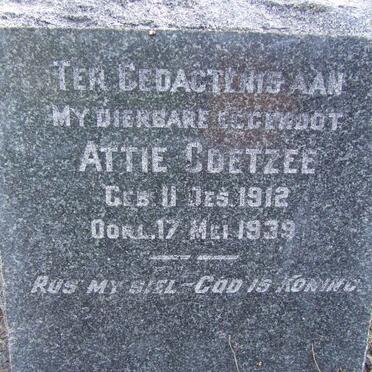 TER GEDAGTENIS AAN
MY DIERBARE EGGENOOT
ATTIE COETZEE
GEB. 11 DES. 1912
OORL. 17 MEI 1939
RUS MY SIEL – GOD IS KONING